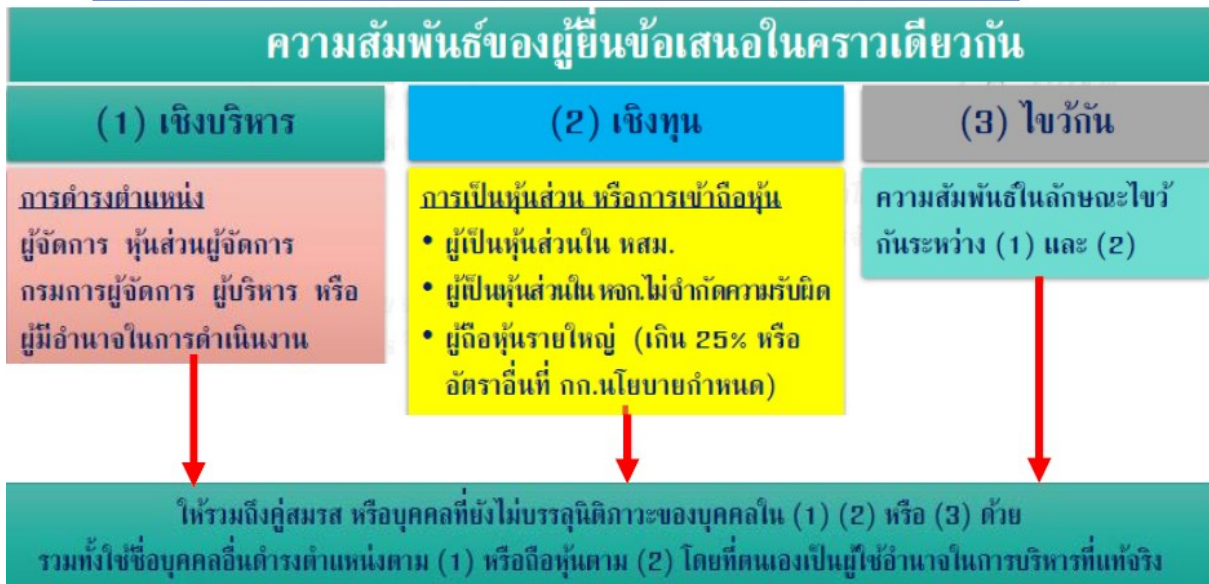 ความสัมพันธ์ของผู้ยื่นข้อเสนอในคราวเดียวกัน
(1) เชิงบริหาร
การดำรงตำแหน่ง
ผู้จัดการ หุ้นส่วนผู้จัดการ
กรมการผู้จัดการ ผู้บริหาร หรือ
ผู้มีอำนาจในการดำเนินงาน
(2) เชิงทุน
การเป็นหุ้นส่วน หรือการเข้าถือหุ้น
• ผู้เป็นหุ้นส่วนใน หสม.
• ผู้เป็นหุ้นส่วนใน หจก.ไม่จำกัดความรับผิด
• ผู้ถือหุ้นรายใหญ่ (เกิน 25% หรือ
อัตราอื่นที่ กก.นโยบายกำหนด)
(3) ไขว้กัน
ความสัมพันธ์ในลักษณะไขว้
กันระหว่าง (1) และ (2)
ให้รวมถึงคู่สมรส หรือบุคคลที่ยังไม่บรรลุนิติภาวะของบุคคลใน (1) (2) หรือ (3) ด้วย
รวมทั้งใช้ชื่อบุคคลอื่นดำรงตำแหน่งตาม (1) หรือถือหุ้นตาม (2) โดยที่ตนเองเป็นผู้ใช้อำนาจในการบริหารที่แท้จริง